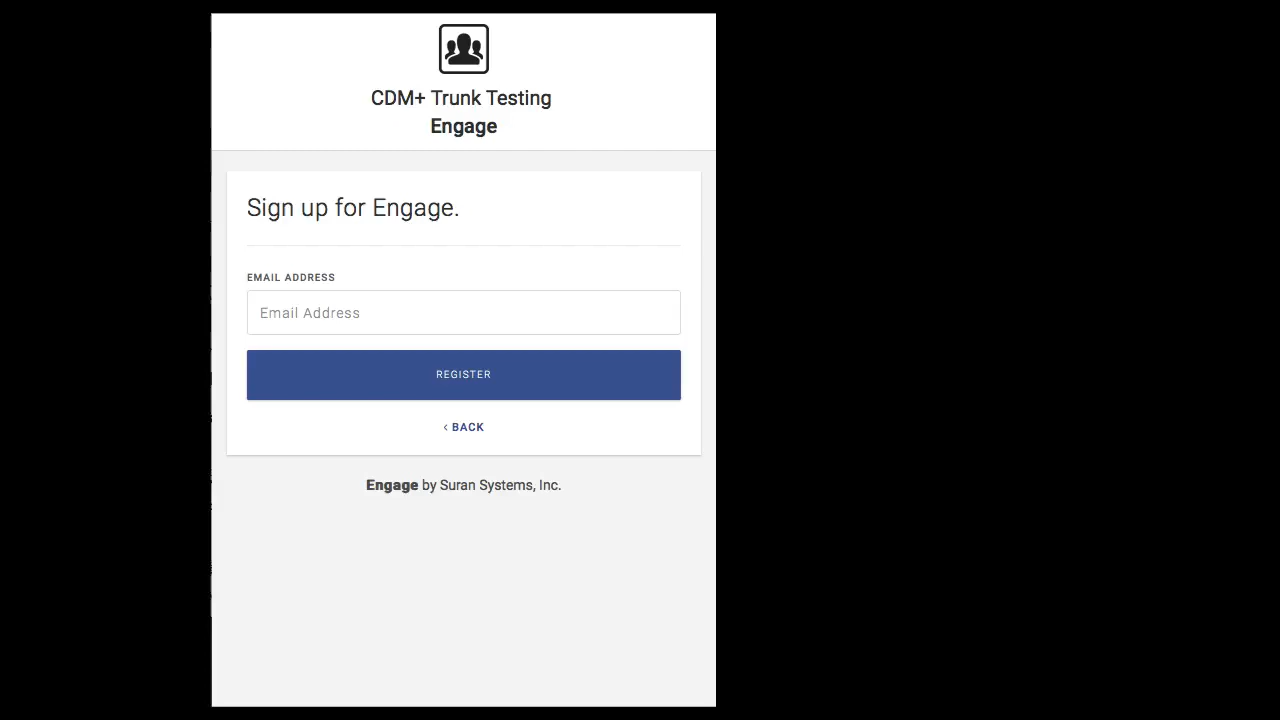 CDM+ Trunk Testing
Engage
Sign up for Engage.
EMAIL ADDRESS
Email Address
REGISTER
‹ BACK
Engage by Suran Systems, Inc.